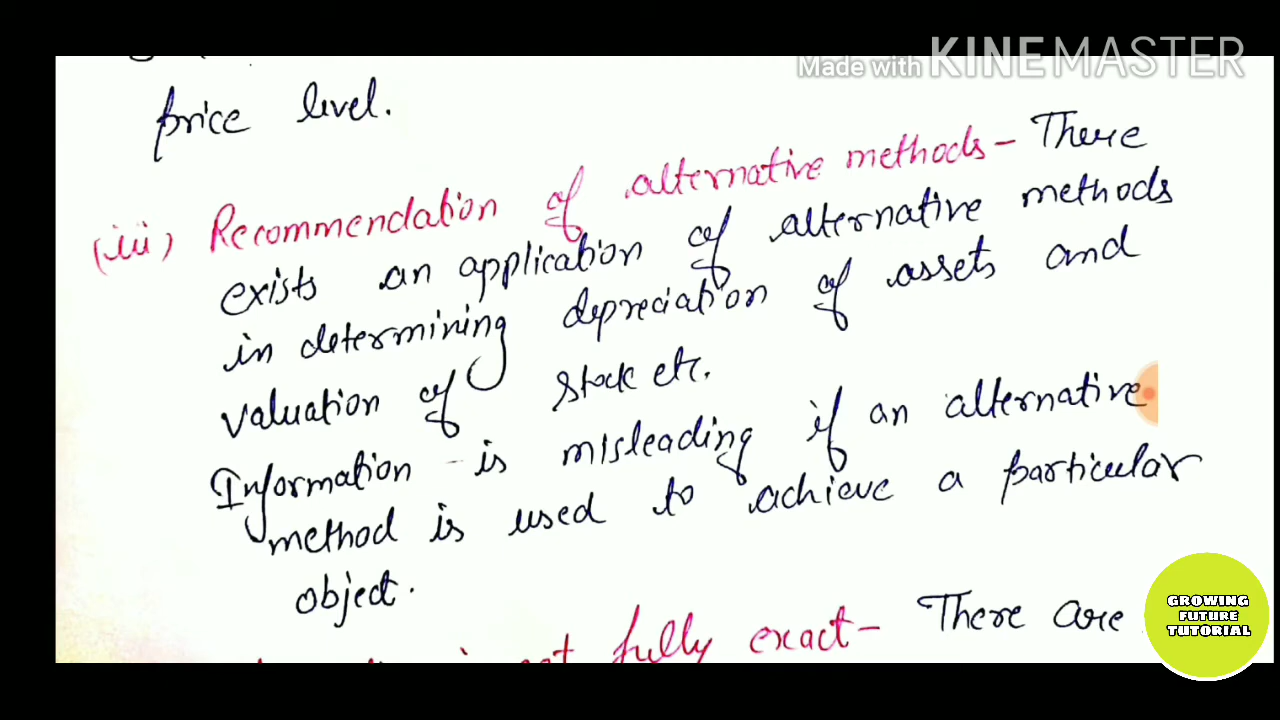 Made with KINEMASTER
price level.
(iii) Recommendation of alternative methods - There
exists an application of alternative methods
in determining depreciation of assets and
valuation of stock etc.
Information is misleading if an alternative
method is used to achieve a particular
object.
fully exact - There are
GROWING
FUTURE
TUTORIAL